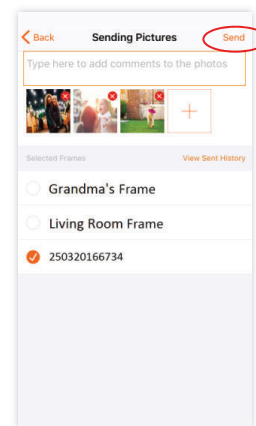 Back Sending Pictures Send
Type here to add comments to the photos
Selected Frames View Sent History
Grandma's Frame
Living Room Frame
250320166734